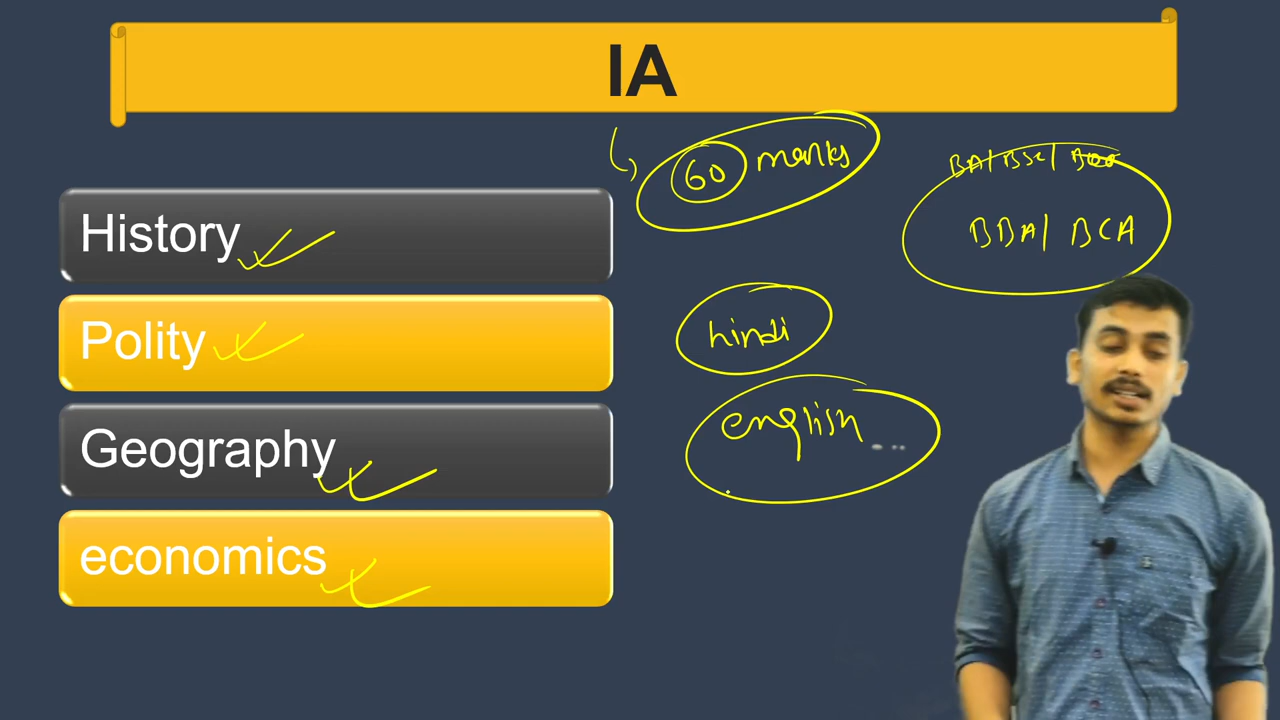 IA
60 marks
BA/ BSC/
History
BBA/ BCA
Polity
hindi
Geography
english ...
economics